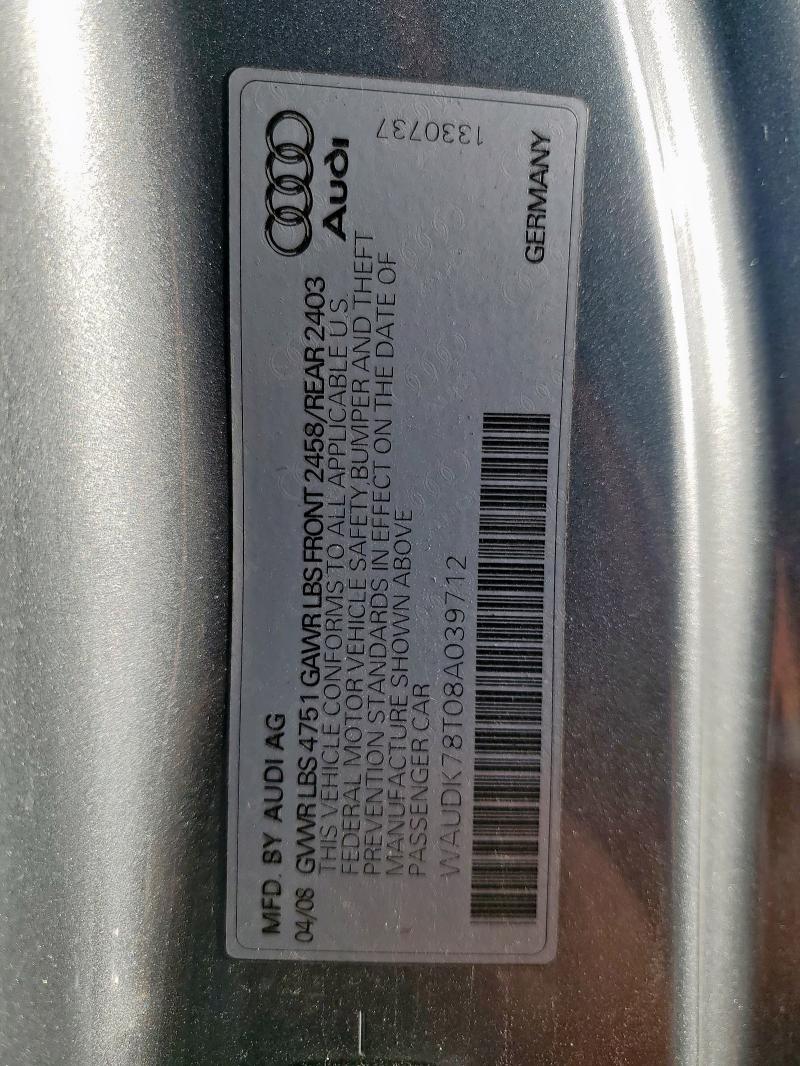 MFD. BY AUDI AG
04/08 GVWR LBS 4751 GAWR LBS FRONT 2458/REAR 2403
THIS VEHICLE CONFORMS TO ALL APPLICABLE U.S.
FEDERAL MOTOR VEHICLE SAFETY,BUMPER AND THEFT
PREVENTION STANDARDS IN EFFECT ON THE DATE OF
MANUFACTURE SHOWN ABOVE
PASSENGER CAR
WAUDK78T08A039712
Audi
1330737
GERMANY